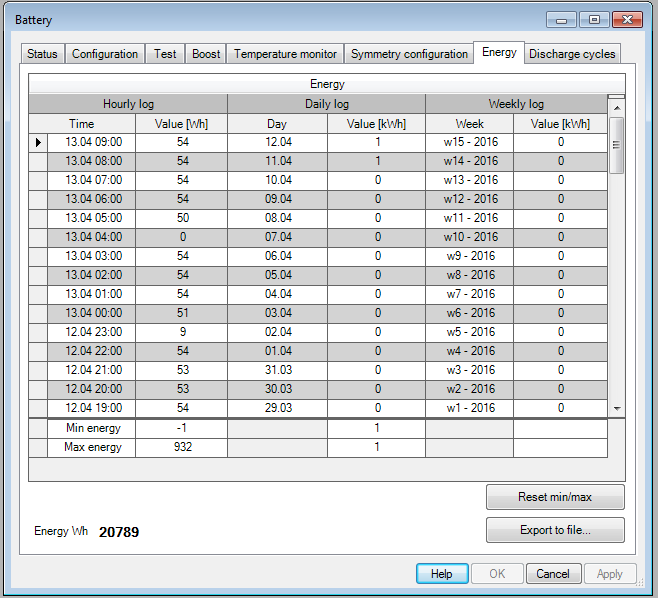 Battery
Status Configuration Test Boost Temperature monitor Symmetry configuration Energy Discharge cycles
Energy
Hourly log Daily log Weekly log
Time Value [Wh] Day Value [kWh] Week Value [kWh]
13.04 09:00 54 12.04 1 w15 - 2016 0
13.04 08:00 54 11.04 1 w14 - 2016 0
13.04 07:00 54 10.04 0 w13 - 2016 0
13.04 06:00 54 09.04 0 w12 - 2016 0
13.04 05:00 50 08.04 0 w11 - 2016 0
13.04 04:00 0 07.04 0 w10 - 2016 0
13.04 03:00 54 06.04 0 w9 - 2016 0
13.04 02:00 54 05.04 0 w8 - 2016 0
13.04 01:00 54 04.04 0 w7 - 2016 0
13.04 00:00 51 03.04 0 w6 - 2016 0
12.04 23:00 9 02.04 0 w5 - 2016 0
12.04 22:00 54 01.04 0 w4 - 2016 0
12.04 21:00 53 31.03 0 w3 - 2016 0
12.04 20:00 53 30.03 0 w2 - 2016 0
12.04 19:00 54 29.03 0 w1 - 2016 0
Min energy -1 1
Max energy 932 1
Reset min/max
Energy Wh 20789 Export to file...
Help OK Cancel Apply